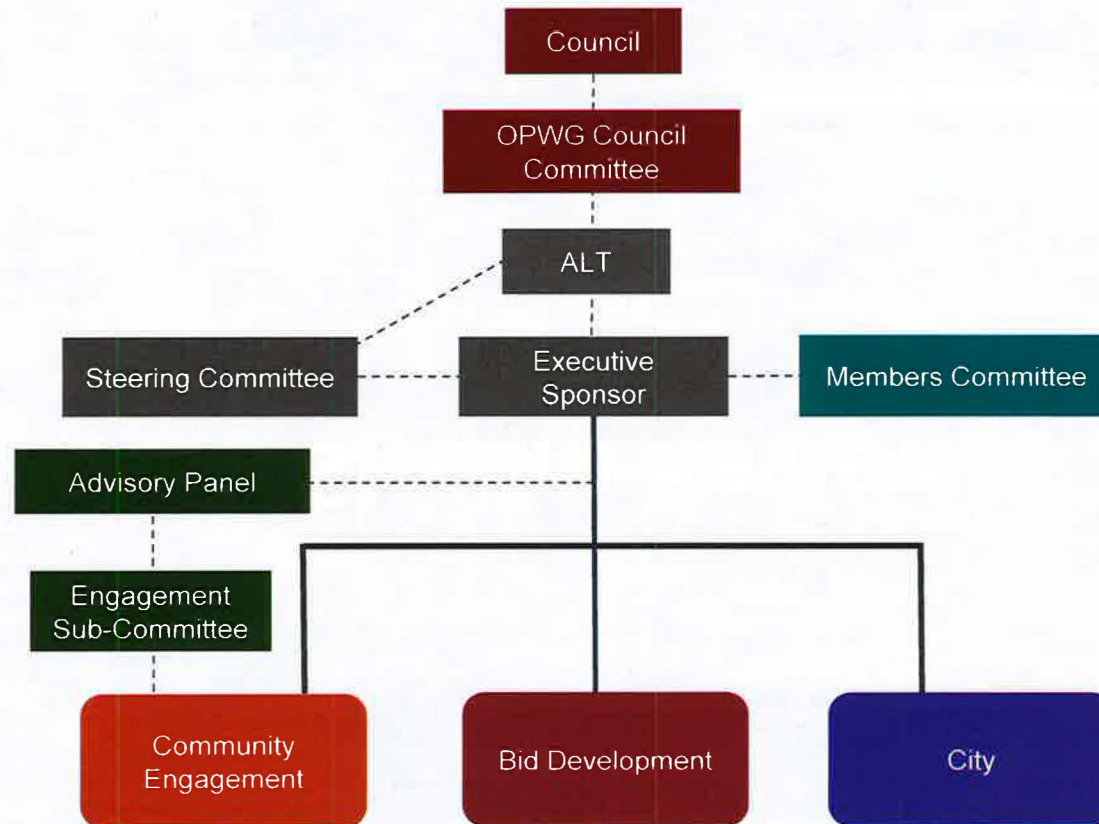 Council
OPWG Council
Committee
ALT
Steering Committee
Executive
Sponsor
Members Committee
Advisory Panel
Engagement
Sub-Committee
Community
Engagement
Bid Development
City